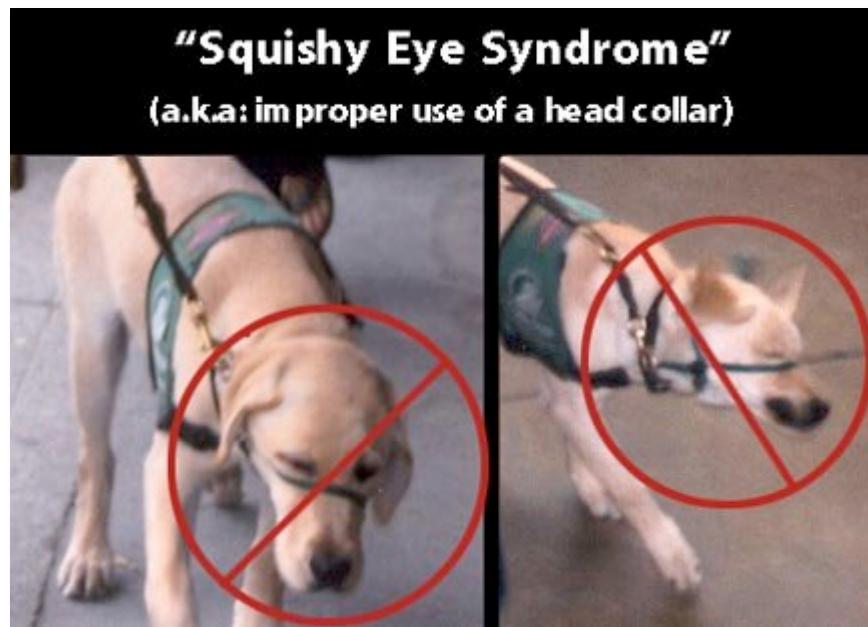 “Squishy Eye Syndrome”
(a.k.a: improper use of a head collar)